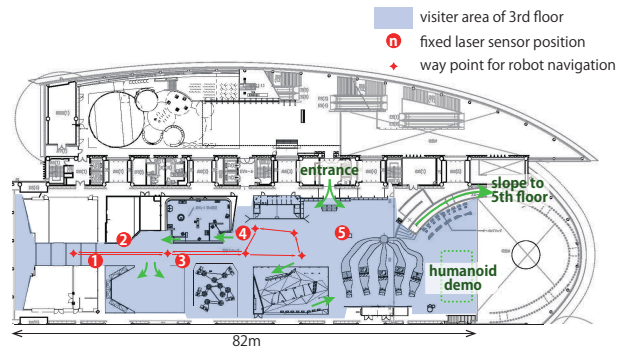 visiter area of 3rd floor
n
fixed laser sensor position
way point for robot navigation
entrance
slope to
5th floor
2
4
5
1
3
humanoid
demo
82m